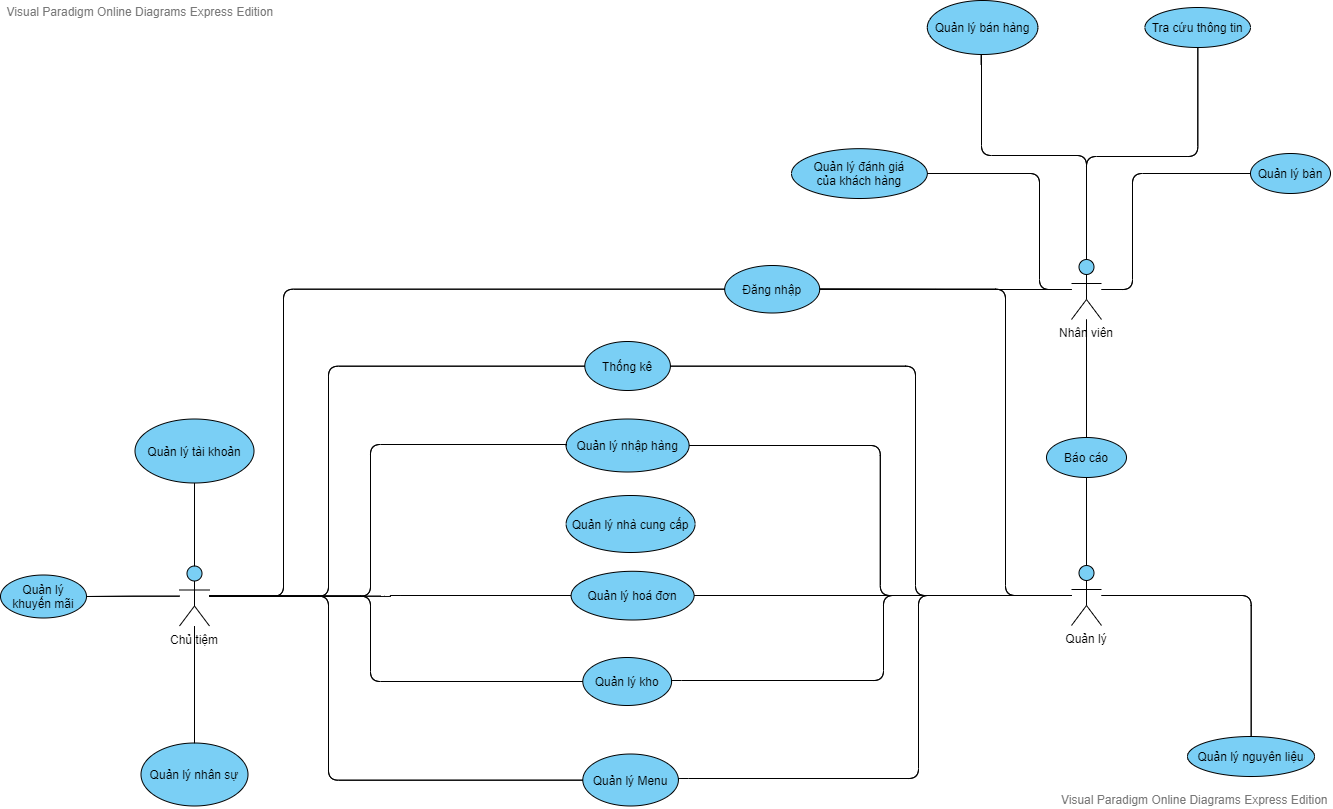 Visual Paradigm Online Diagrams Express Edition
Quản lý bán hàng
Tra cứu thông tin
Quản lý đánh giá
của khách hàng
Quản lý bàn
Đăng nhập
Nhân viên
Thống kê
Quản lý tài khoản
Quản lý nhập hàng
Báo cáo
Quản lý nhà cung cấp
Quản lý
khuyến mãi
Quản lý hoá đơn
Chủ tiệm
Quản lý
Quản lý kho
Quản lý nhân sự
Quản lý Menu
Quản lý nguyên liệu
Visual Paradigm Online Diagrams Express Edition